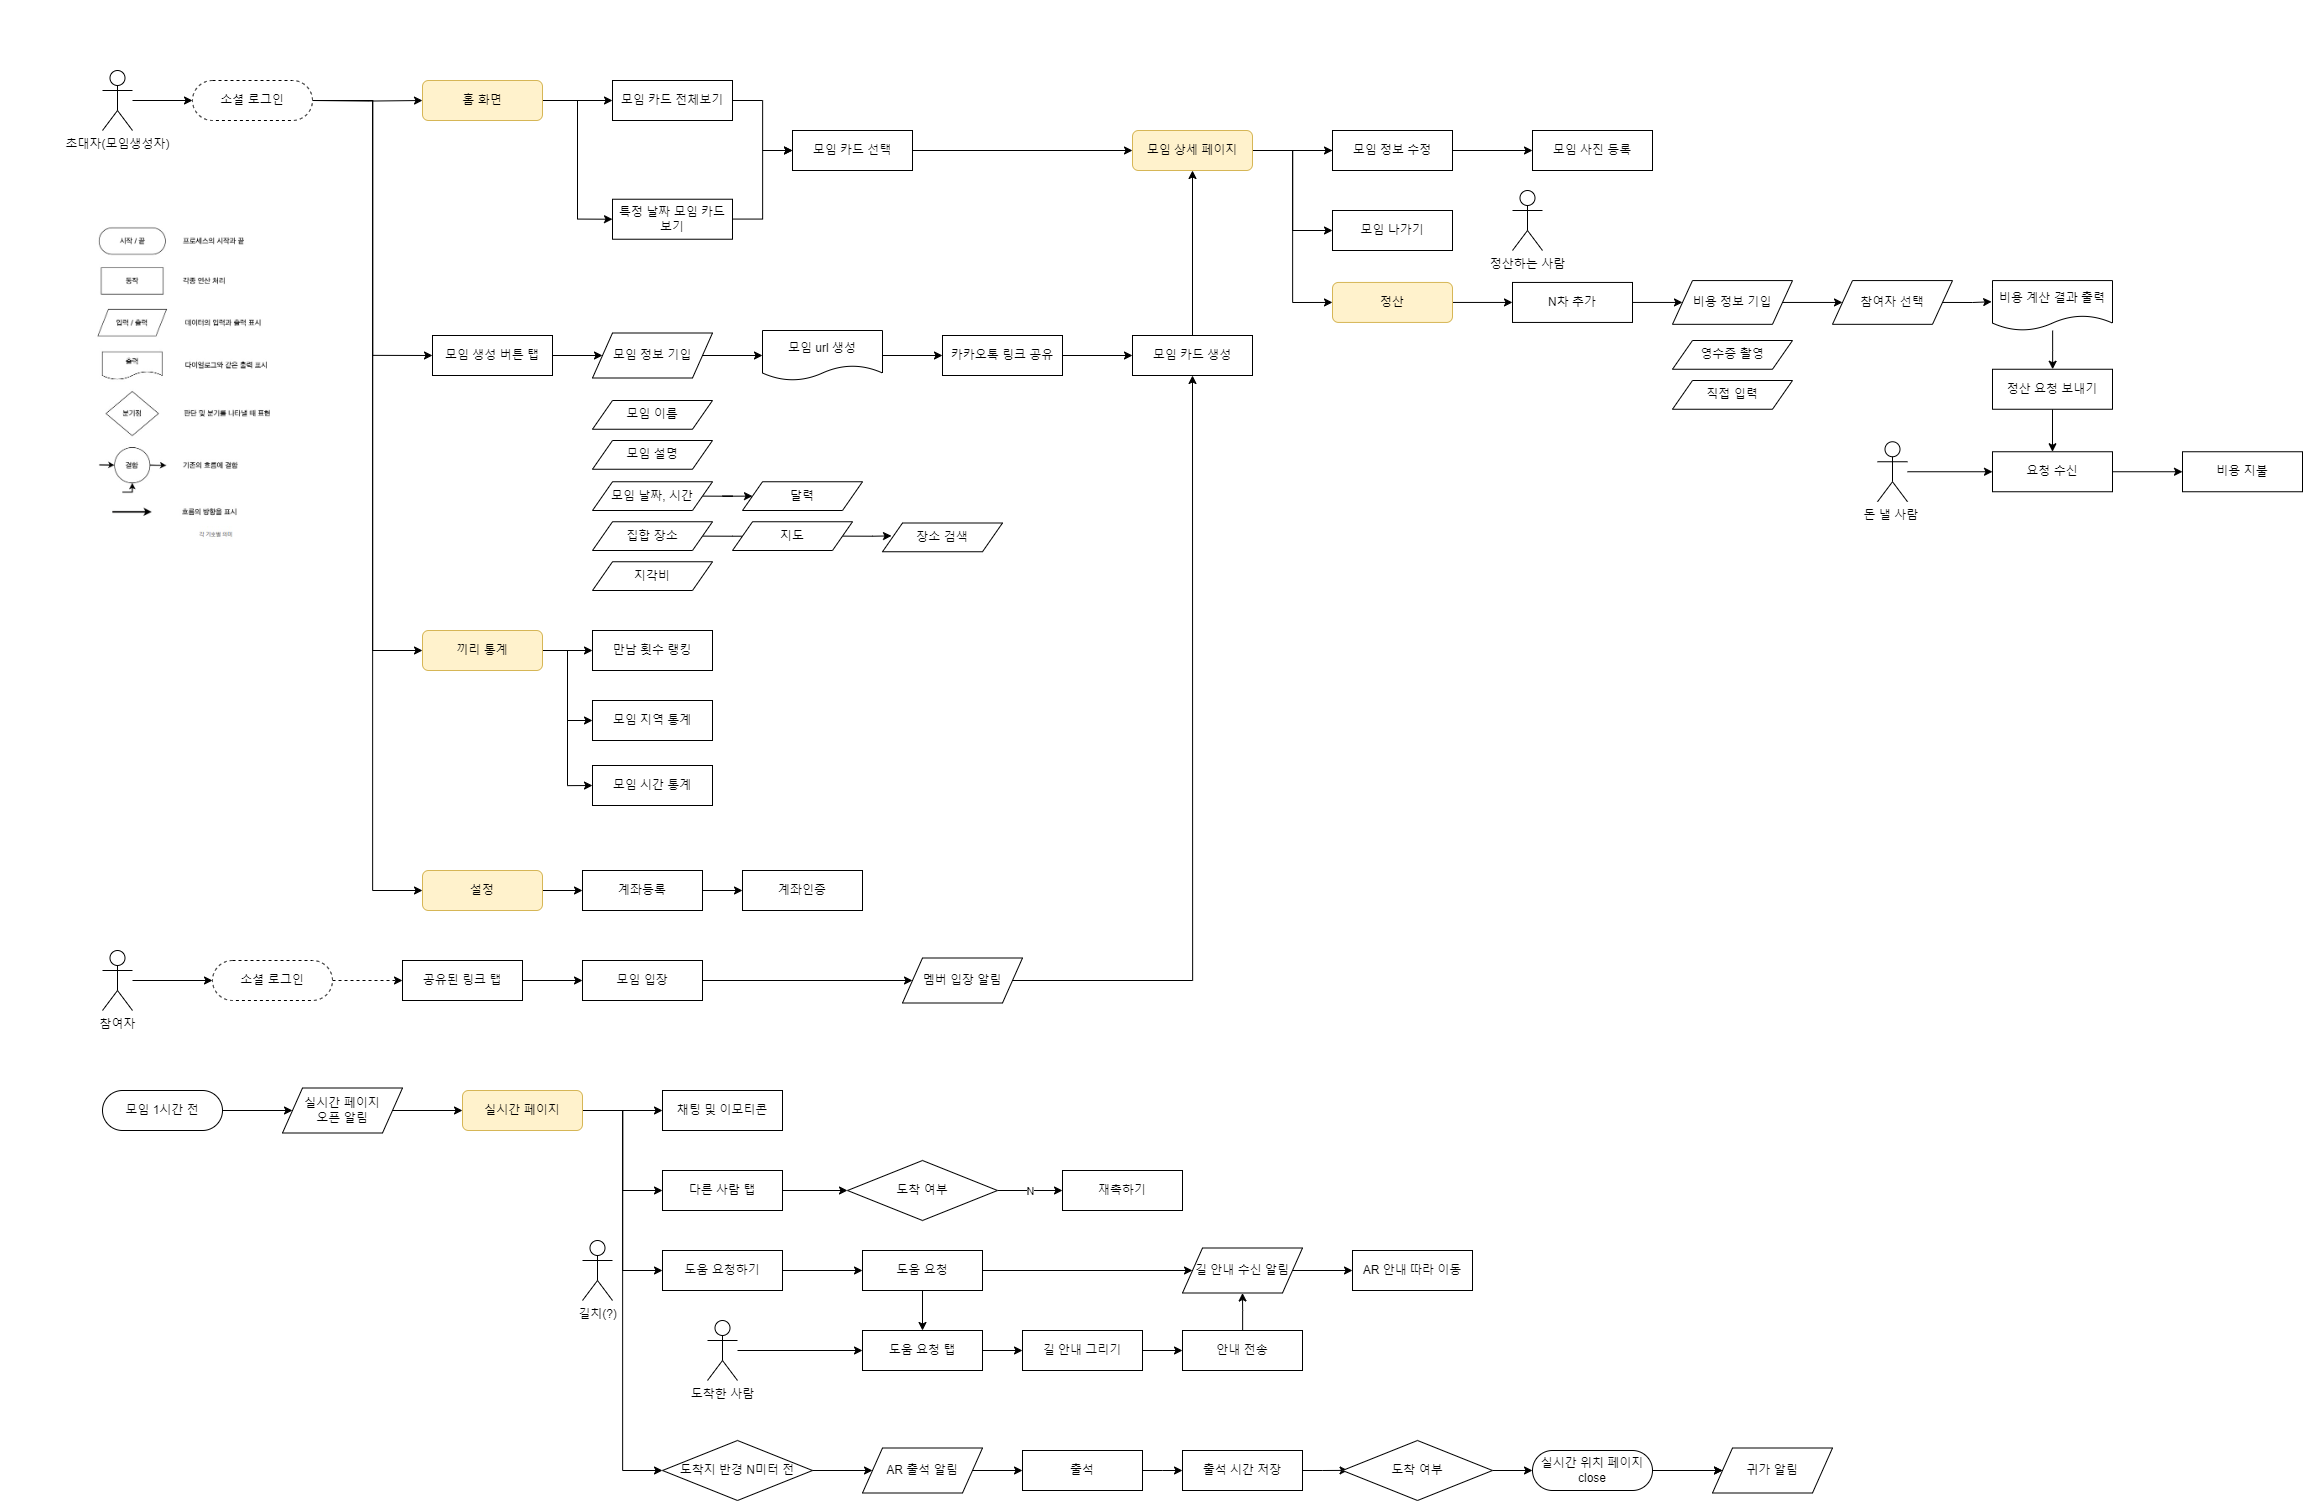 소셜 로그인
홈 화면
모임 카드 전체보기
초대자(모임생성자)
모임 카드 선택
모임 상세 페이지
모임 정보 수정
모임 사진 등록
특정 날짜 모임 카드
보기
모임 나가기
정산하는 사람
시작 / 끝
프로세스의 시작과 끝
동작
각종 연산 처리
입력 / 출력
데이터의 입력과 출력 표시
출력
다이얼로그와 같은 출력 표시
분기점
판단 및 분기를 나타낼 때 표현
결합
기존의 흐름에 결합
흐름의 방향을 표시
각 기호별 의미
정산
N차 추가
비용 정보 기입
참여자 선택
비용 계산 결과 출력
영수증 촬영
직접 입력
정산 요청 보내기
돈 낼 사람
요청 수신
비용 지불
모임 생성 버튼 탭
모임 정보 기입
모임 url 생성
카카오톡 링크 공유
모임 카드 생성
모임 이름
모임 설명
모임 날짜, 시간
달력
집합 장소
지도
장소 검색
지각비
끼리 통계
만남 횟수 랭킹
모임 지역 통계
모임 시간 통계
설정
계좌등록
계좌인증
참여자
소셜 로그인
공유된 링크 탭
모임 입장
멤버 입장 알림
모임 1시간 전
실시간 페이지
오픈 알림
실시간 페이지
채팅 및 이모티콘
다른 사람 탭
도착 여부
N
재촉하기
길치(?)
도움 요청하기
도움 요청
길 안내 수신 알림
AR 안내 따라 이동
도착한 사람
도움 요청 탭
길 안내 그리기
안내 전송
도착지 반경 N미터 전
AR 출석 알림
출석
출석 시간 저장
도착 여부
실시간 위치 페이지
close
귀가 알림